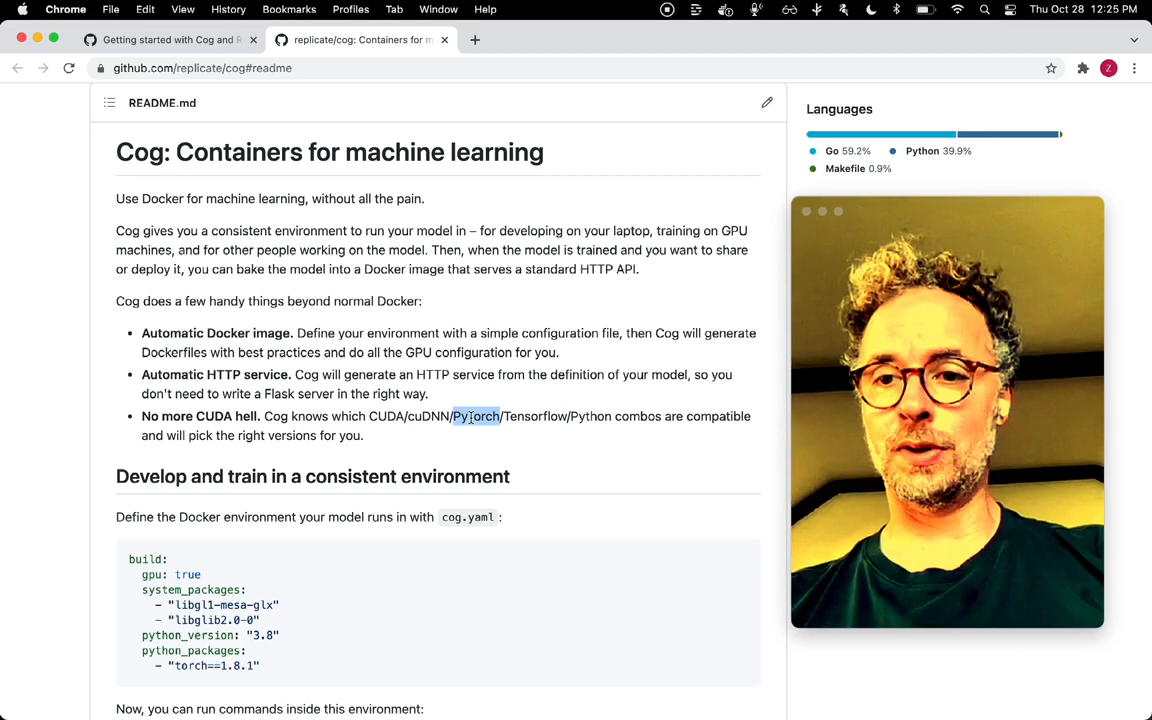 Chrome File Edit View History Bookmarks Profiles Tab Window Help Thu Oct 28 12:25 PM
Getting started with Cog and R replicate/cog: Containers for m
github.com/replicate/cog#readme Z
README.md
Cog: Containers for machine learning
Use Docker for machine learning, without all the pain.
Cog gives you a consistent environment to run your model in – for developing on your laptop, training on GPU
machines, and for other people working on the model. Then, when the model is trained and you want to share
or deploy it, you can bake the model into a Docker image that serves a standard HTTP API.
Cog does a few handy things beyond normal Docker:
• Automatic Docker image. Define your environment with a simple configuration file, then Cog will generate
Dockerfiles with best practices and do all the GPU configuration for you.
• Automatic HTTP service. Cog will generate an HTTP service from the definition of your model, so you
don't need to write a Flask server in the right way.
• No more CUDA hell. Cog knows which CUDA/cuDNN/PyTorch/Tensorflow/Python combos are compatible
and will pick the right versions for you.
Develop and train in a consistent environment
Define the Docker environment your model runs in with cog.yaml :
build:
  gpu: true
  system_packages:
    - "libgl1-mesa-glx"
    - "libglib2.0-0"
  python_version: "3.8"
  python_packages:
    - "torch==1.8.1"
Now, you can run commands inside this environment:
Languages
Go 59.2% Python 39.9%
Makefile 0.9%